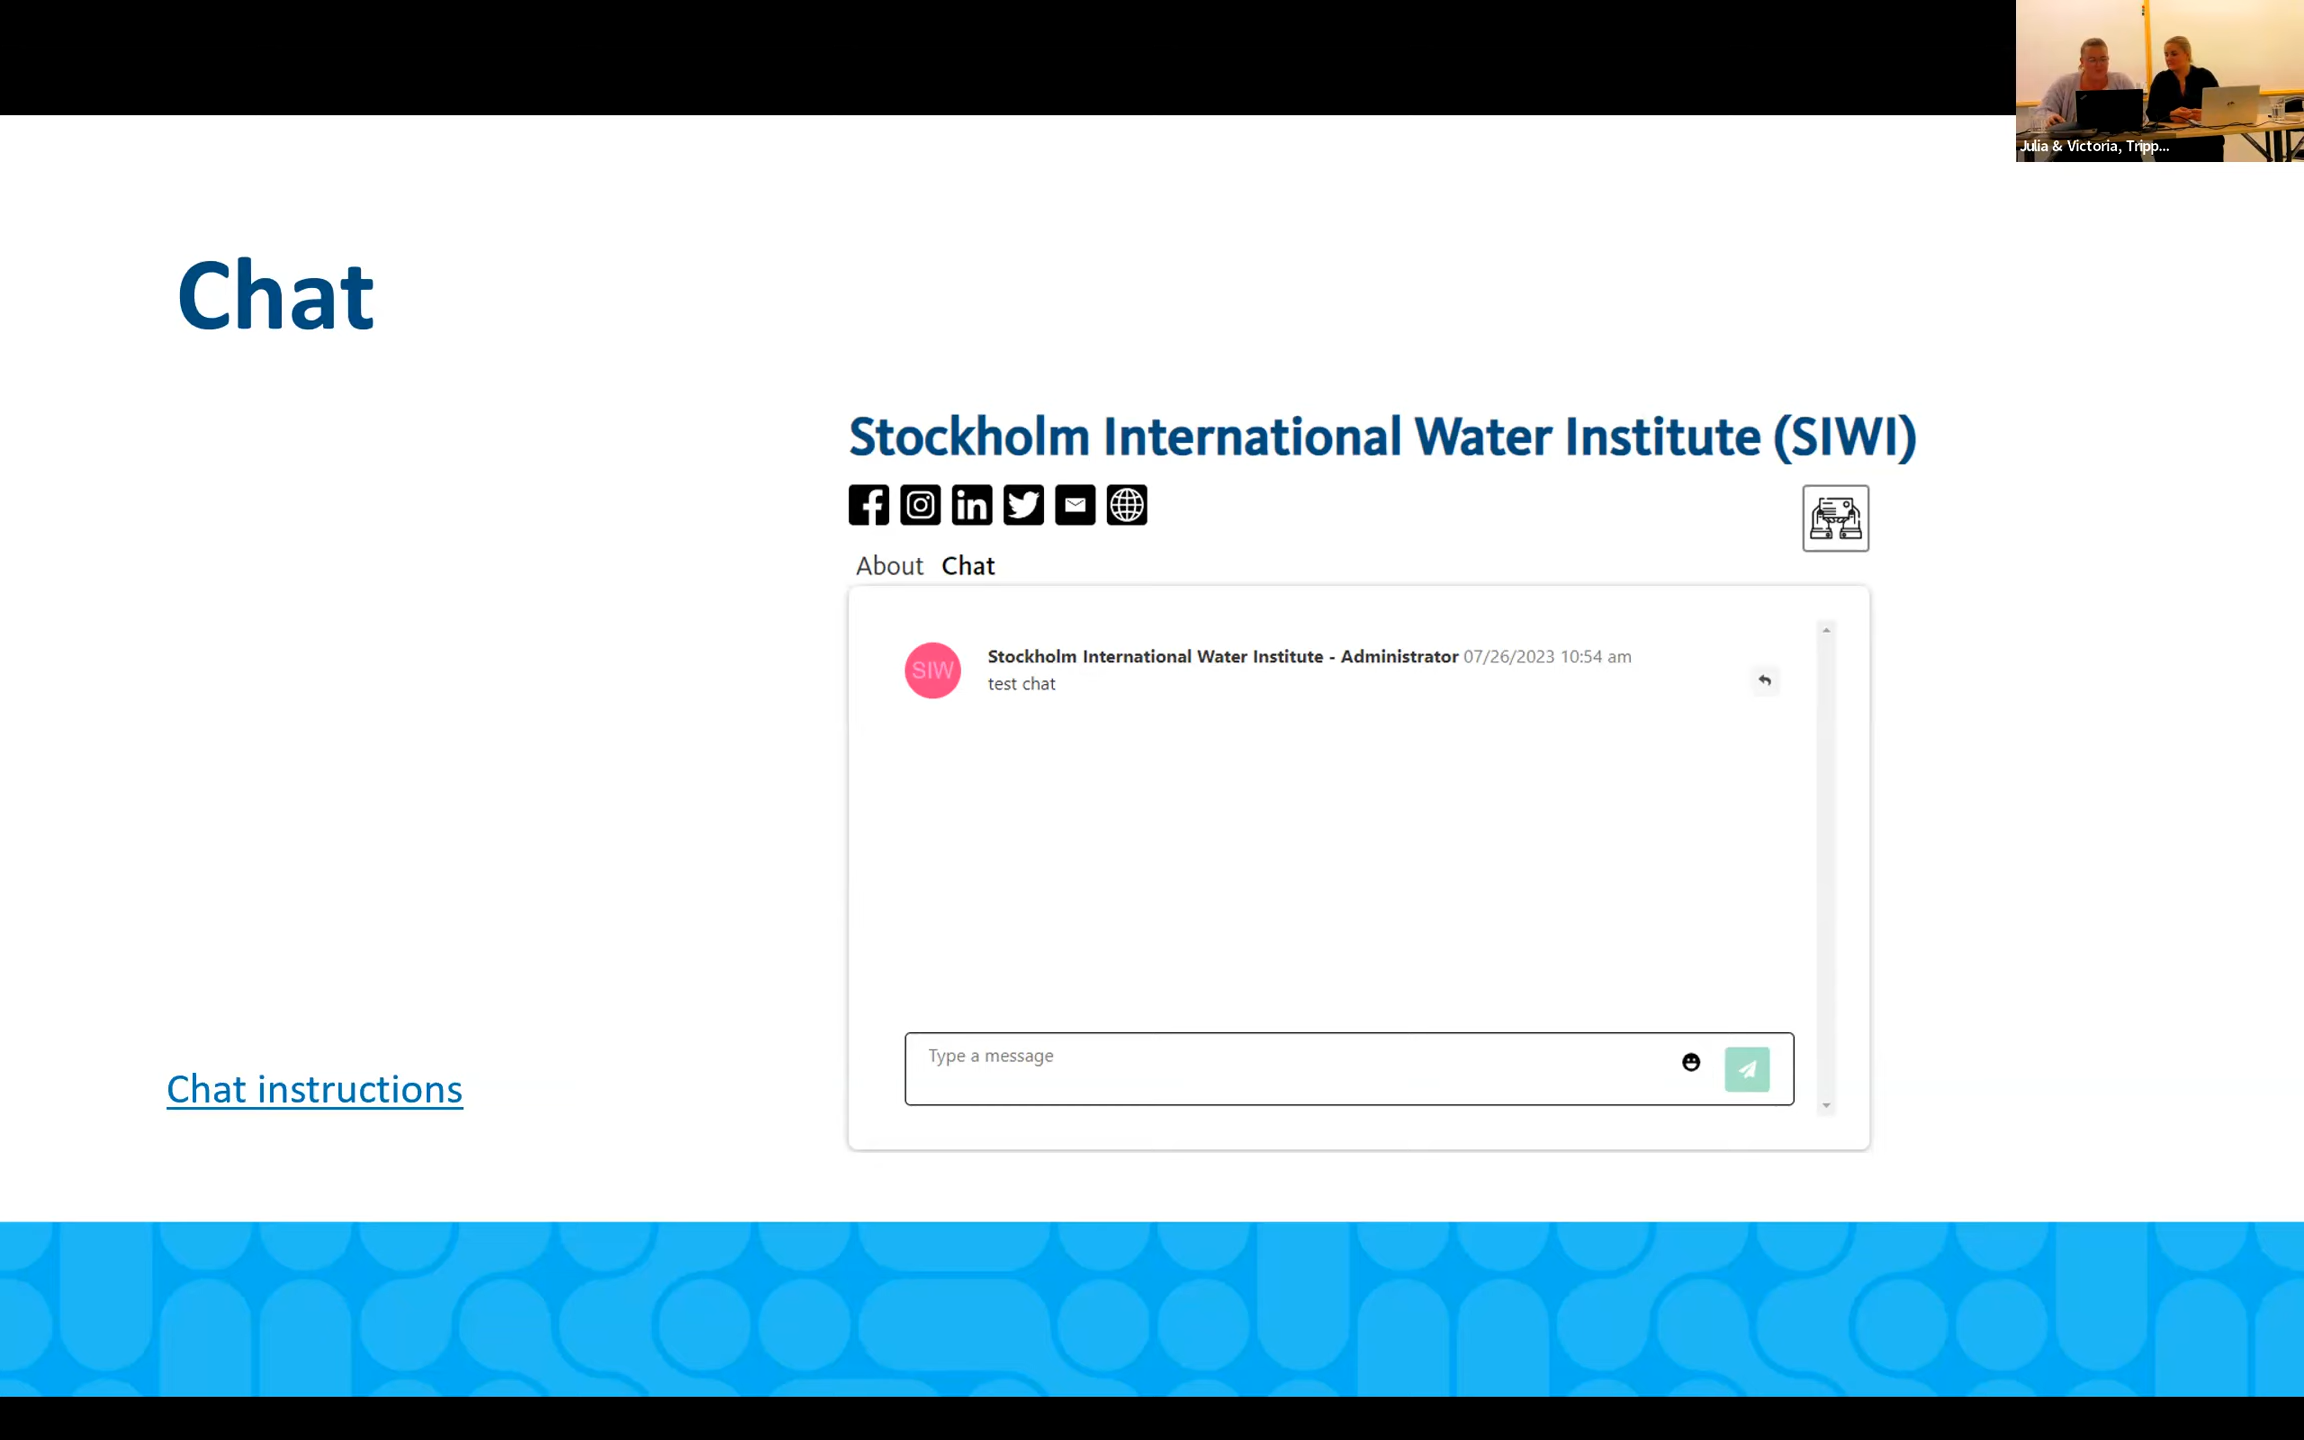 Julia & Victoria, Tripp...
Chat
Stockholm International Water Institute (SIWI)
About Chat
SIW
Stockholm International Water Institute - Administrator 07/26/2023 10:54 am
test chat
Type a message
Chat instructions